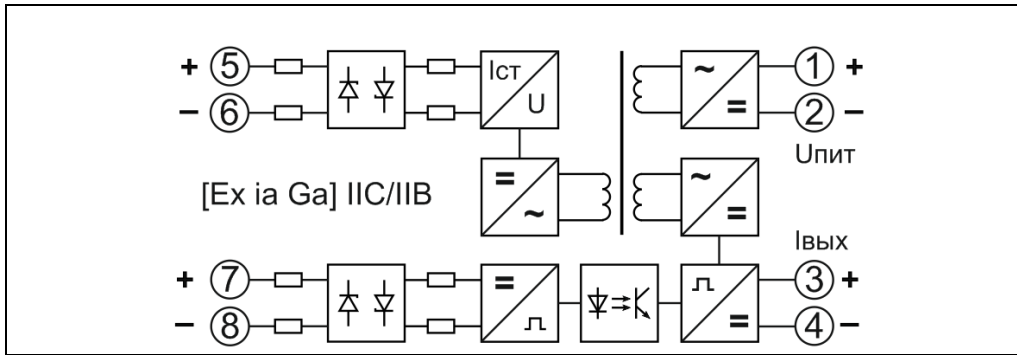 + 5 Iст U ~ = 1 +
− 6 2 −
Uпит
= ~ ~ =
[Ex ia Ga] IIC/IIB
Iвых
+ 7 = 3 +
− 8 = 4 −